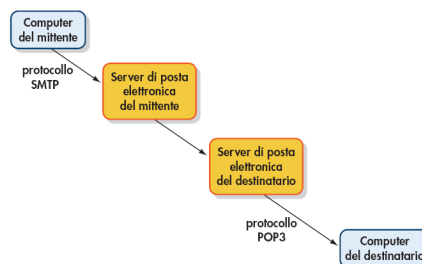 Computer
del mittente
protocollo
SMTP
Server di posta
elettronica
del mittente
Server di posta
elettronica
del destinatario
protocollo
POP3
Computer
del destinatario